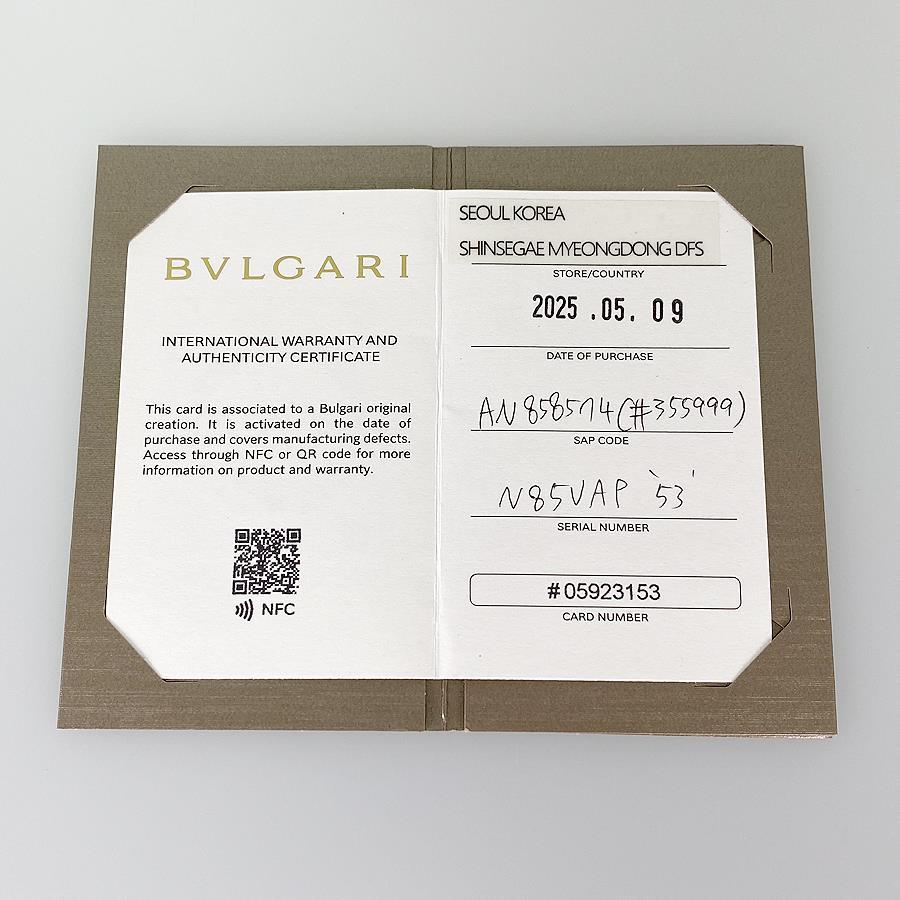 BVLGARI
INTERNATIONAL WARRANTY AND
AUTHENTICITY CERTIFICATE
This card is associated to a Bulgari original
creation. It is activated on the date of
purchase and covers manufacturing defects.
Access through NFC or QR code for more
information on product and warranty.
NFC
SEOUL KOREA
SHINSEGAE MYEONGDONG DFS
STORE/COUNTRY
2025 .05. 09
DATE OF PURCHASE
AN858574(#355999)
SAP CODE
N85VAP '53'
SERIAL NUMBER
#05923153
CARD NUMBER